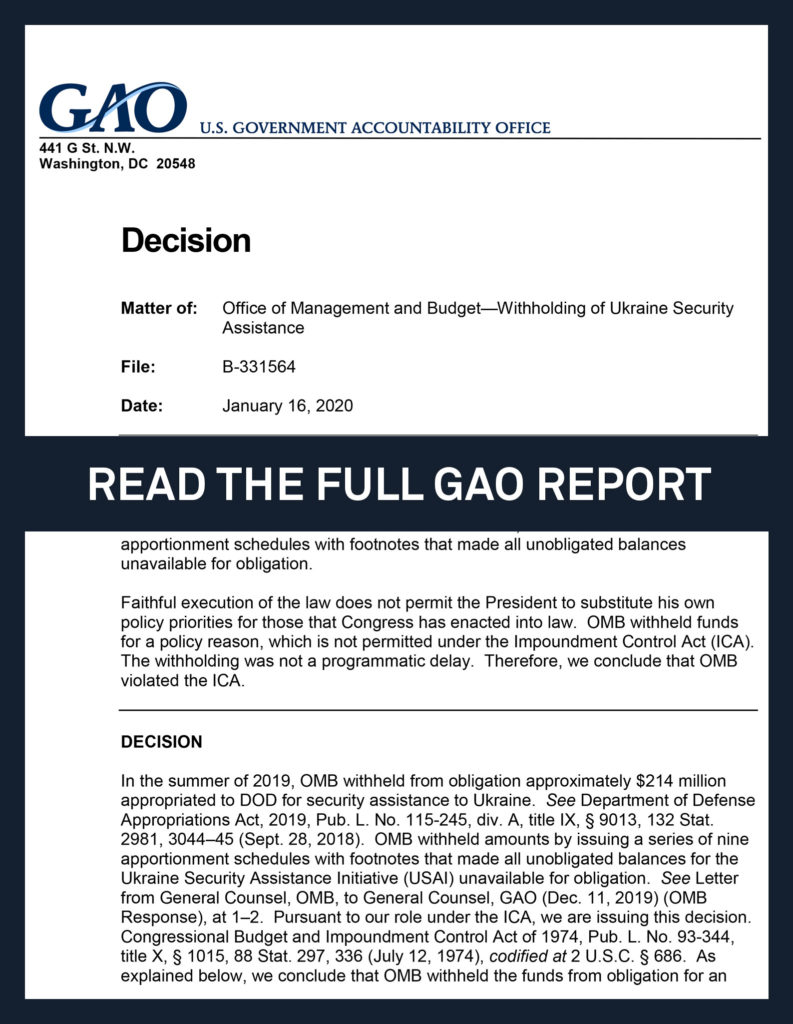 GAO
U.S. GOVERNMENT ACCOUNTABILITY OFFICE
441 G St. N.W.
Washington, DC 20548
Decision
Matter of: Office of Management and Budget—Withholding of Ukraine Security
Assistance
File: B-331564
Date: January 16, 2020
READ THE FULL GAO REPORT
apportionment schedules with footnotes that made all unobligated balances
unavailable for obligation.
Faithful execution of the law does not permit the President to substitute his own
policy priorities for those that Congress has enacted into law. OMB withheld funds
for a policy reason, which is not permitted under the Impoundment Control Act (ICA).
The withholding was not a programmatic delay. Therefore, we conclude that OMB
violated the ICA.
DECISION
In the summer of 2019, OMB withheld from obligation approximately $214 million
appropriated to DOD for security assistance to Ukraine. See Department of Defense
Appropriations Act, 2019, Pub. L. No. 115-245, div. A, title IX, § 9013, 132 Stat.
2981, 3044–45 (Sept. 28, 2018). OMB withheld amounts by issuing a series of nine
apportionment schedules with footnotes that made all unobligated balances for the
Ukraine Security Assistance Initiative (USAI) unavailable for obligation. See Letter
from General Counsel, OMB, to General Counsel, GAO (Dec. 11, 2019) (OMB
Response), at 1–2. Pursuant to our role under the ICA, we are issuing this decision.
Congressional Budget and Impoundment Control Act of 1974, Pub. L. No. 93-344,
title X, § 1015, 88 Stat. 297, 336 (July 12, 1974), codified at 2 U.S.C. § 686. As
explained below, we conclude that OMB withheld the funds from obligation for an